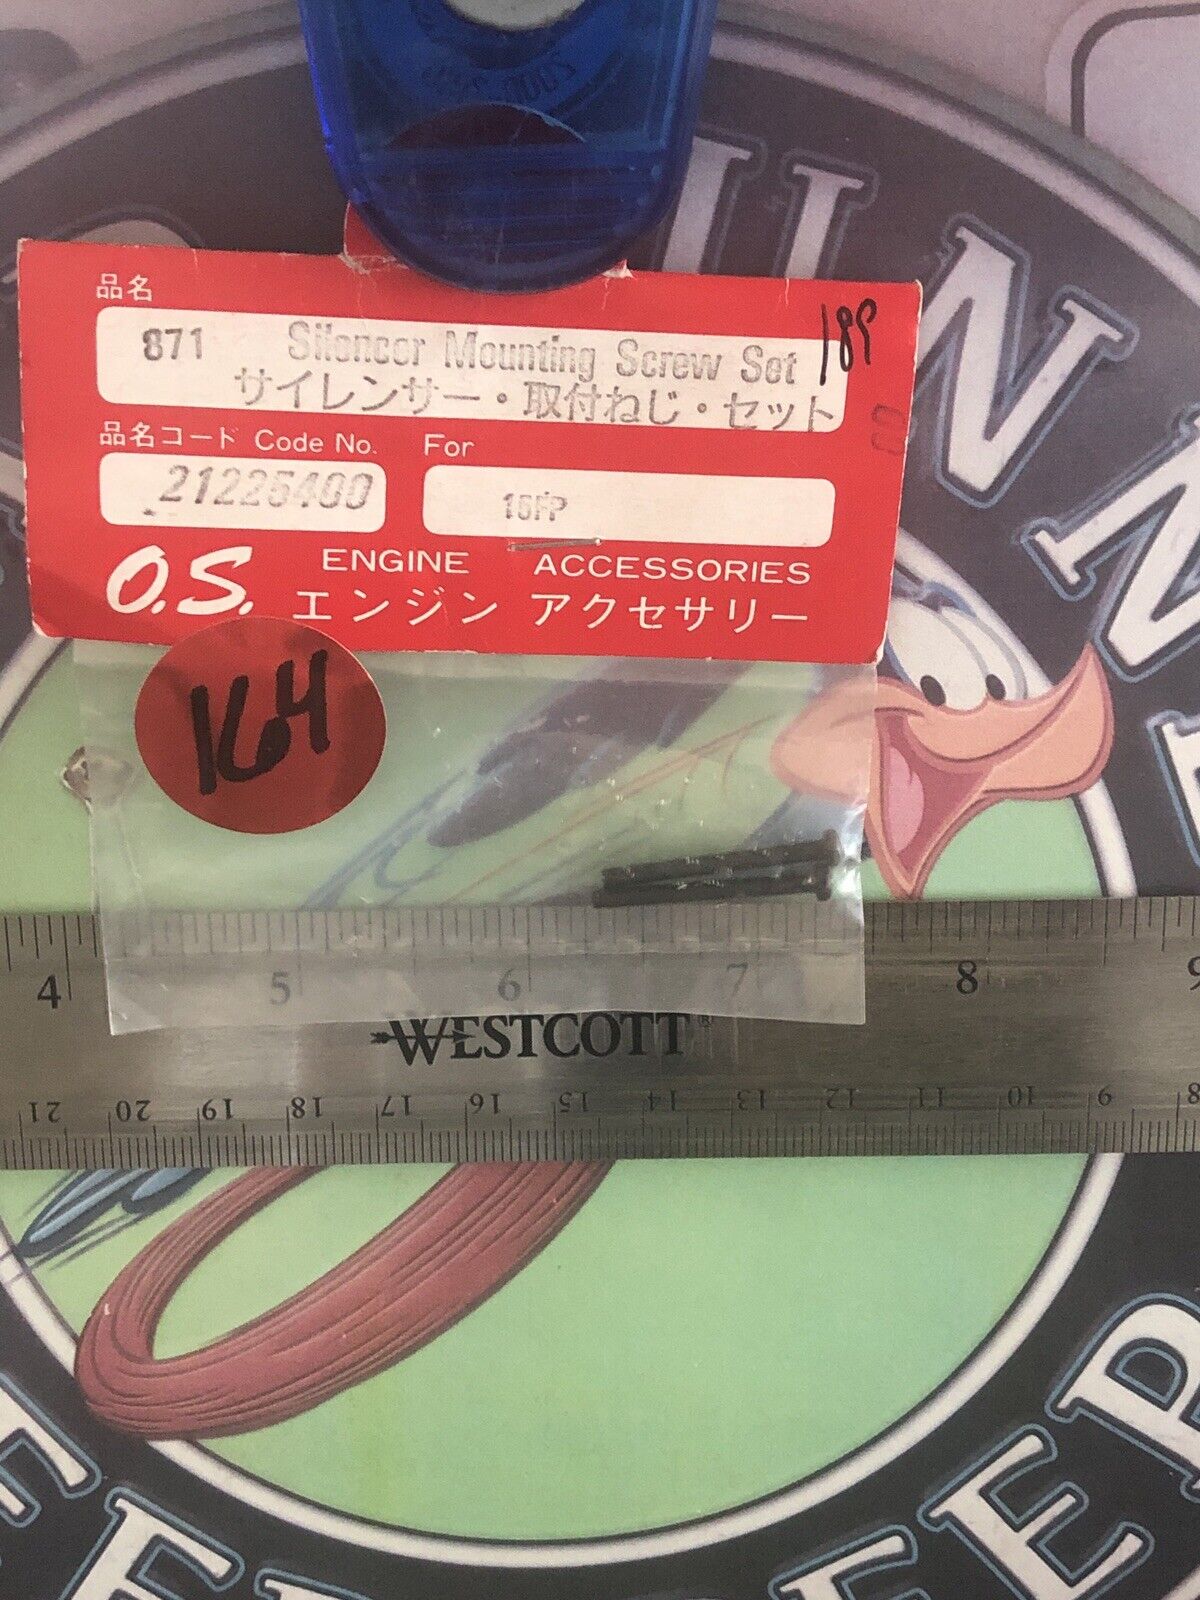 品名
189
871 Silencer Mounting Screw Set
サイレンサー・取付ねじ・セット
品名コード Code No. For
21225400 15FP
O.S. ENGINE ACCESSORIES
エンジン アクセサリー
164
4 5 6 7 8 9
WESTCOTT®
21 20 19 18 17 16 15 14 13 12 11 10 9 8